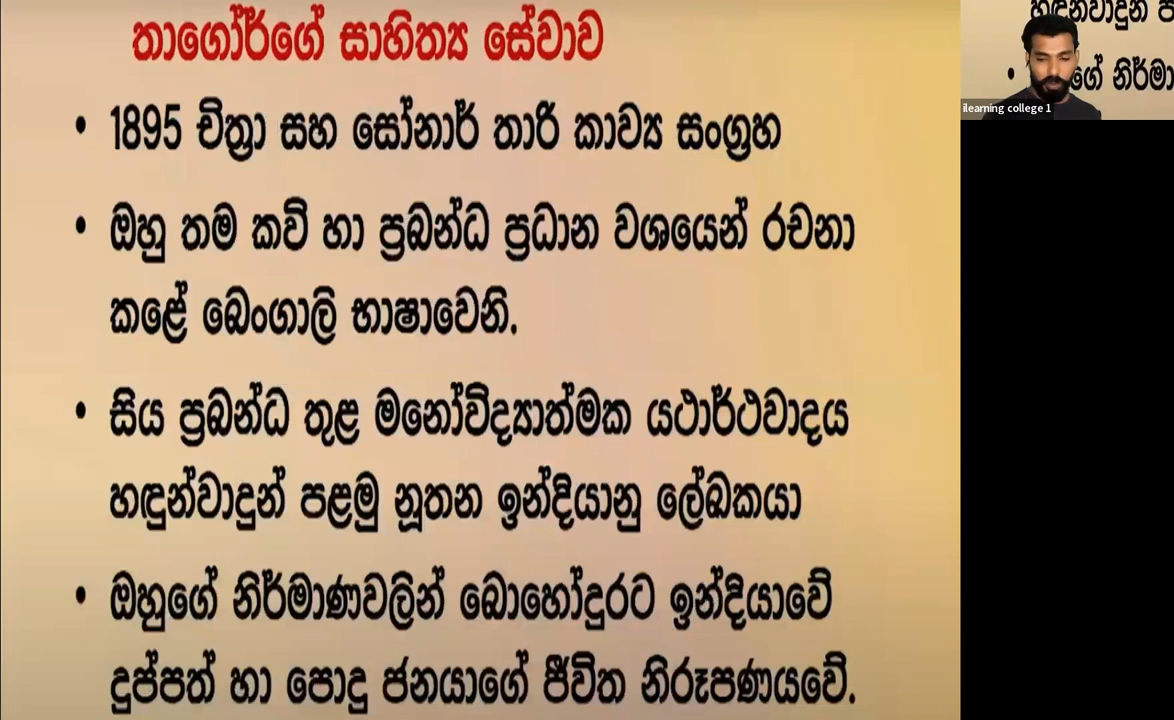 තාගෝර්ගේ සාහිත්‍ය සේවාව
• 1895 චිත්‍රා සහ සෝනාර් තාරි කාව්‍ය සංග්‍රහ
• ඔහු තම කවි හා ප්‍රබන්ධ ප්‍රධාන වශයෙන් රචනා
කළේ බෙංගාලි භාෂාවෙනි.
• සිය ප්‍රබන්ධ තුළ මනෝවිද්‍යාත්මක යථාර්ථවාදය
හඳුන්වාදුන් පළමු නූතන ඉන්දියානු ලේඛකයා
• ඔහුගේ නිර්මාණවලින් බොහෝදුරට ඉන්දියාවේ
දුප්පත් හා පොදු ජනයාගේ ජීවිත නිරූපණයවේ.
හඳුන්වාදුන් ප
• ගේ නිර්මා
ilearning college 1